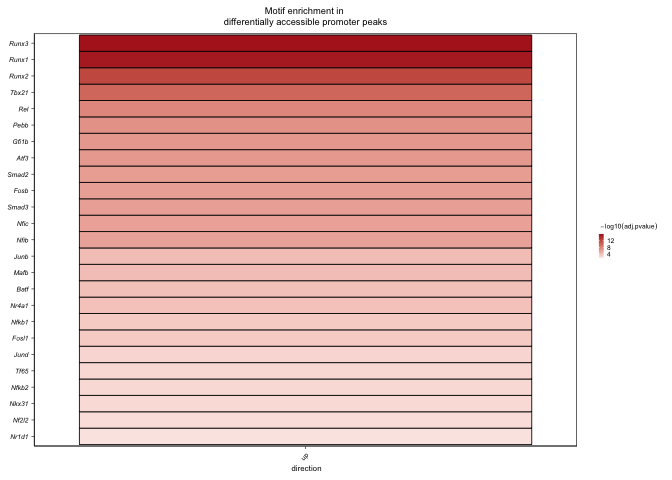 Motif enrichment in
differentially accessible promoter peaks
Runx3
Runx1
Runx2
Tbx21
Rel
Pebb
Gfi1b
Atf3
Smad2
Fosb
Smad3
Nfic
Nfib
Junb
Mafb
Batf
Nr4a1
Nfkb1
Fosl1
Jund
Tf65
Nfkb2
Nkx31
Nf2l2
Nr1d1
up
direction
-log10(adj.pvalue)
12
8
4